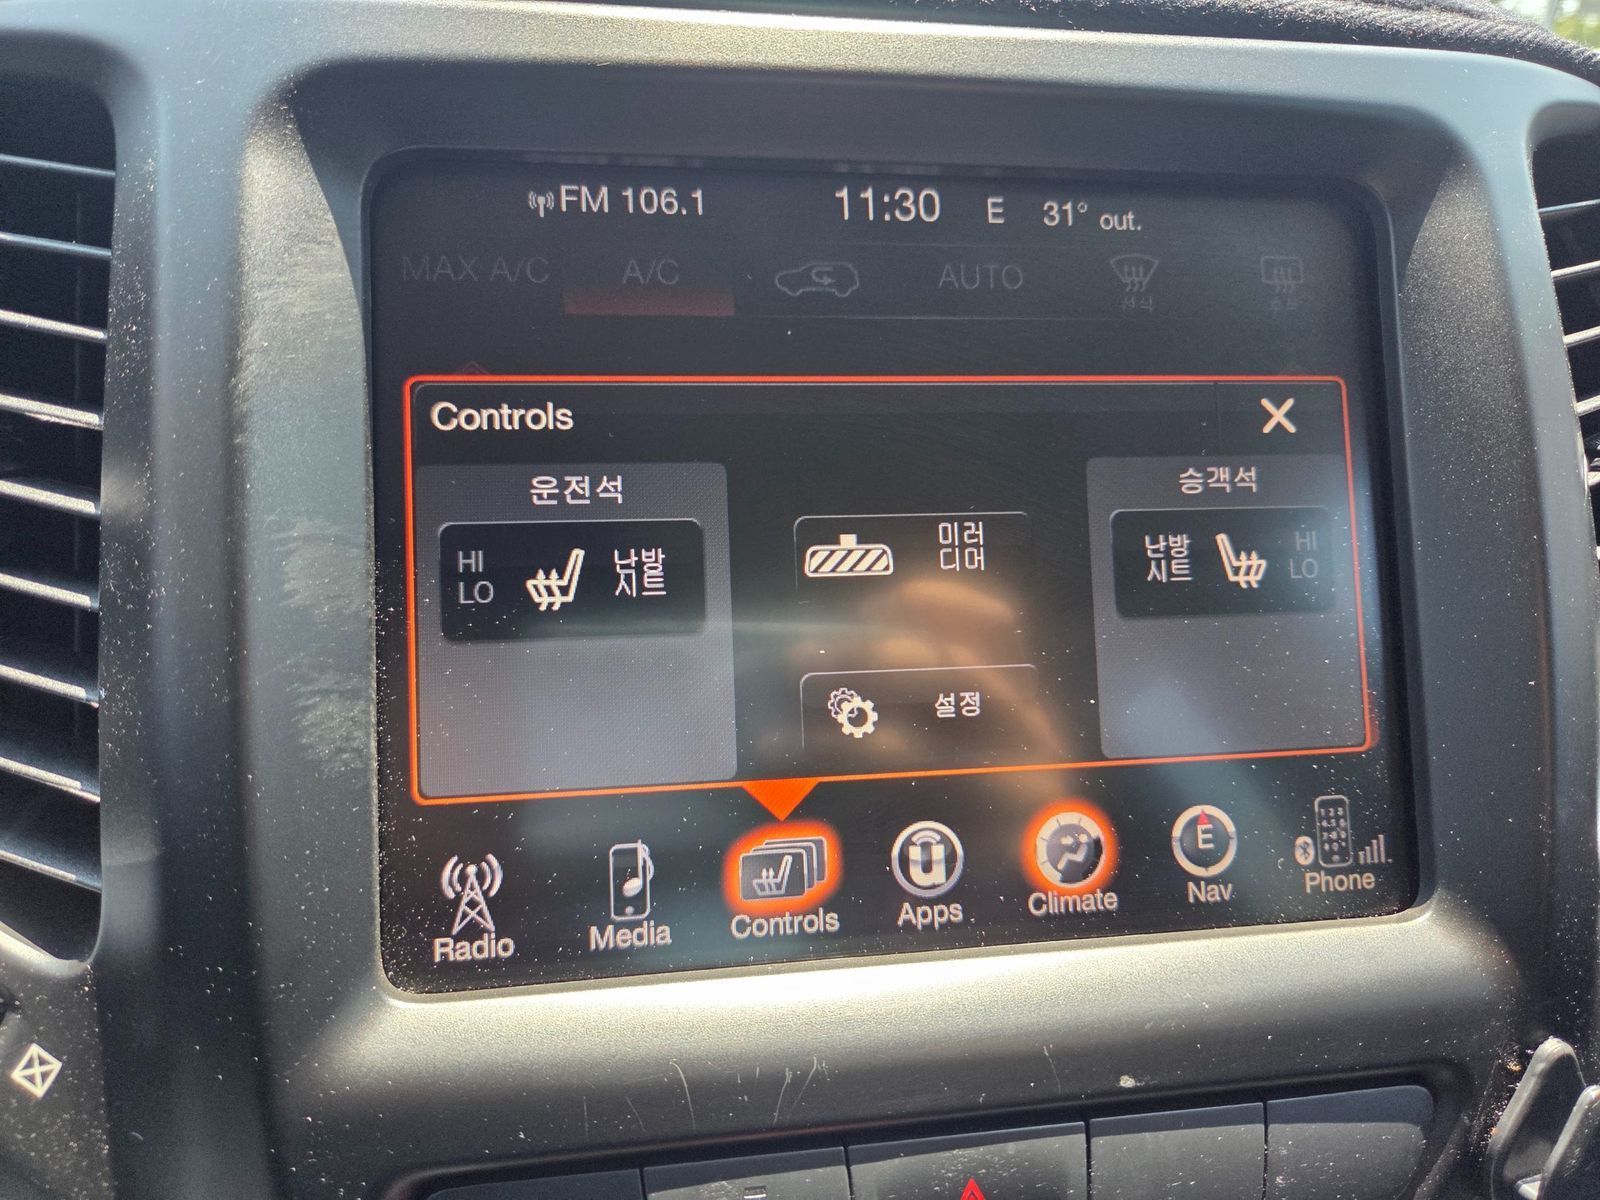 FM 106.1 11:30 E 31° out.
MAX A/C A/C AUTO
Controls
운전석
HI
LO
난방
시트
미러
디머
설정
승객석
난방
시트
HI
LO
Radio
Media
Controls
Apps
Climate
E
Nav
Phone